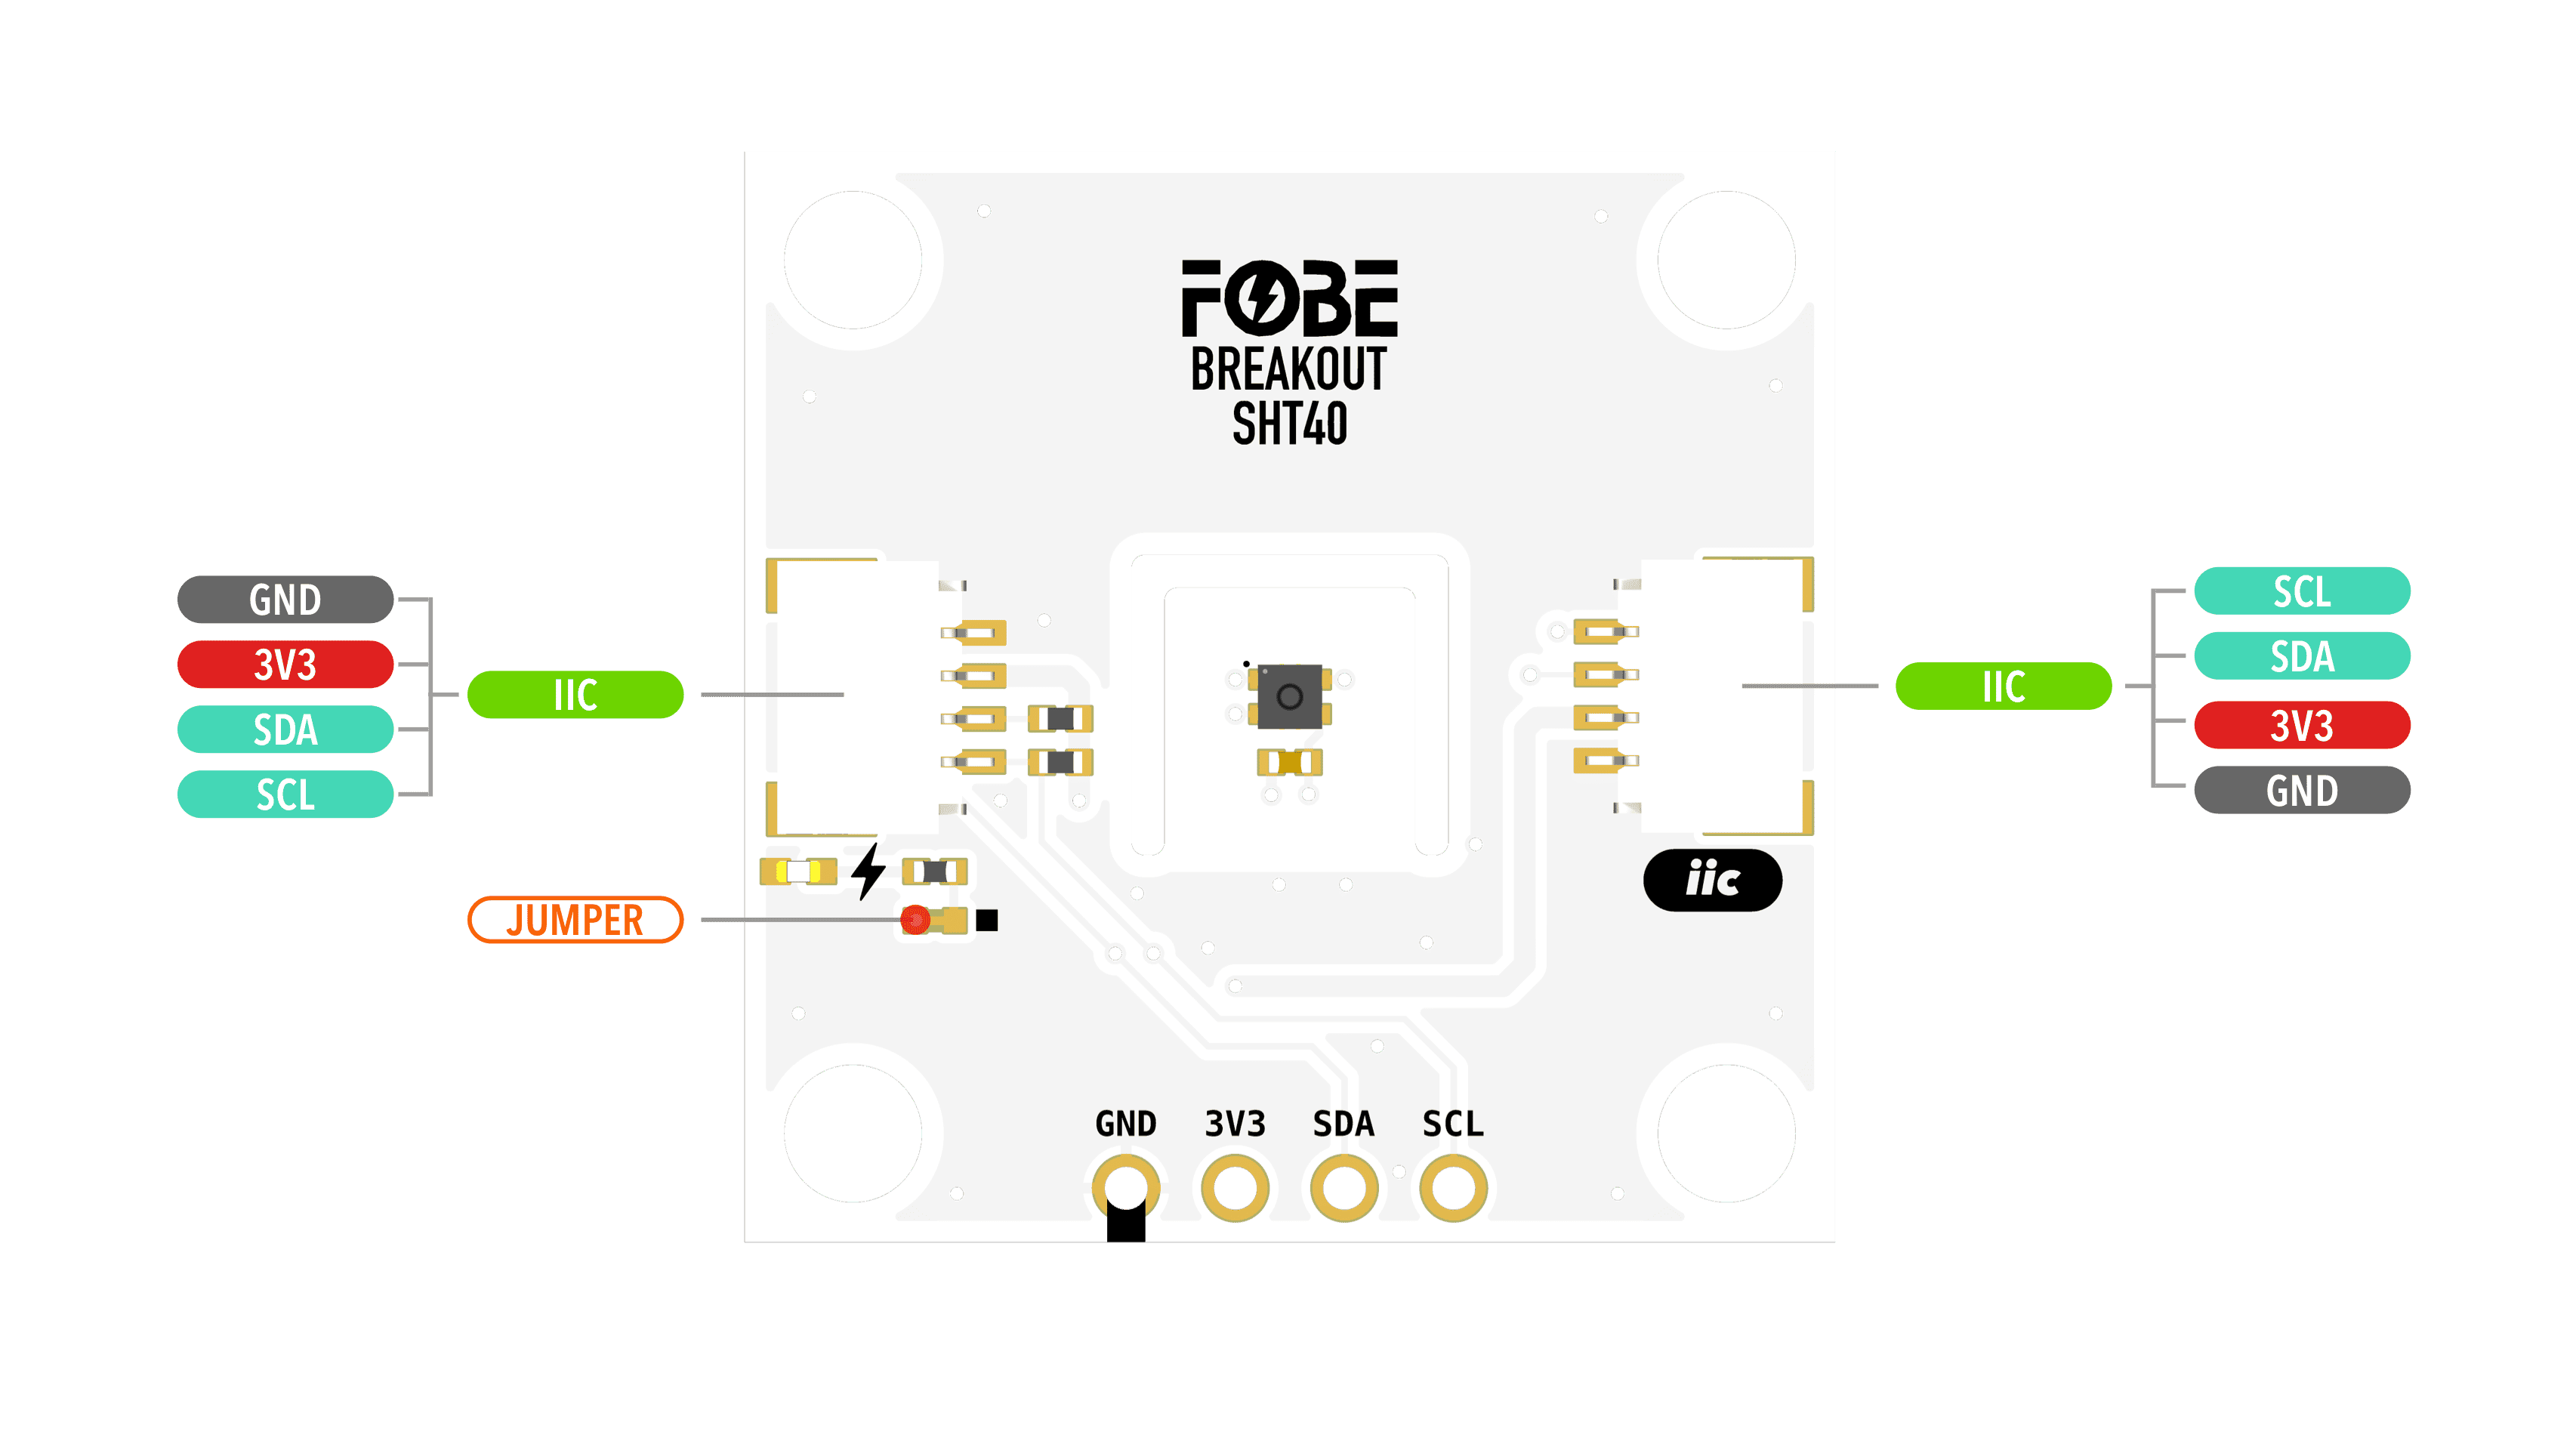 FOBE
BREAKOUT
SHT40
GND
3V3
SDA
SCL
IIC
JUMPER
SCL
SDA
3V3
GND
IIC
iic
GND 3V3 SDA SCL